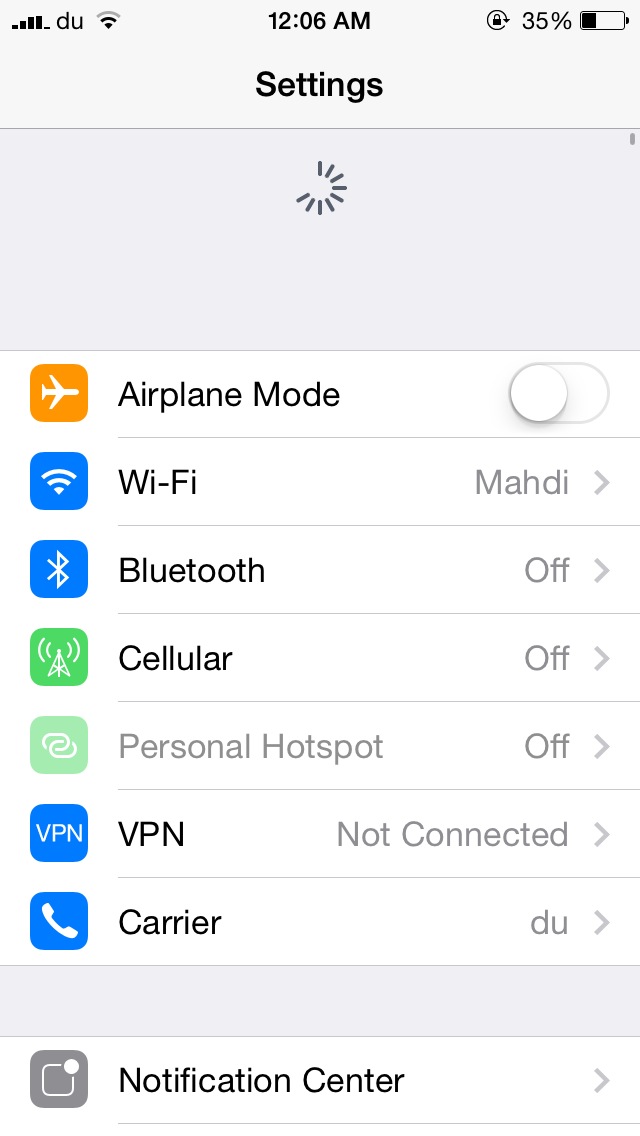 du 12:06 AM 35%
Settings
Airplane Mode
Wi-Fi Mahdi
Bluetooth Off
Cellular Off
Personal Hotspot Off
VPN VPN Not Connected
Carrier du
Notification Center